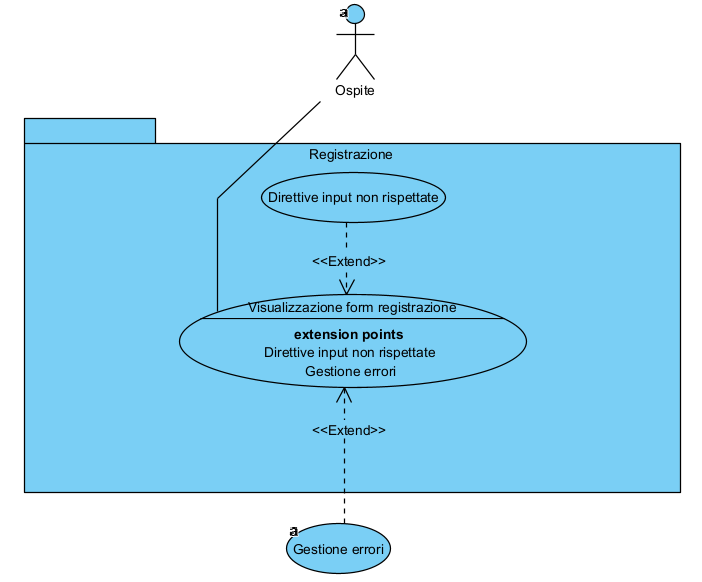 a
Ospite
Registrazione
Direttive input non rispettate
<<Extend>>
Visualizzazione form registrazione
extension points
Direttive input non rispettate
Gestione errori
<<Extend>>
a
Gestione errori